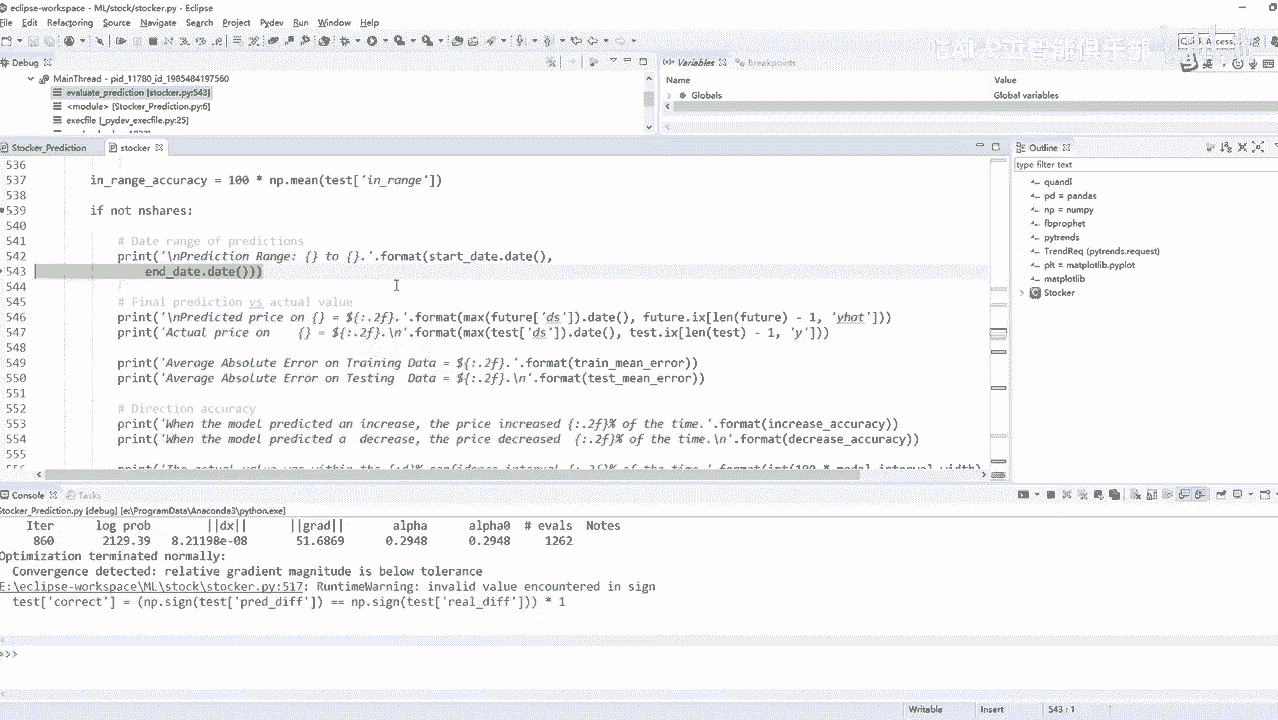 eclipse-workspace - ML/stock/stocker.py - Eclipse
File Edit Refactoring Source Navigate Search Project Pydev Run Window Help
Debug
MainThread - pid_11780_id_1985484197560
evaluate_prediction [stocker.py:543]
<module> [Stocker_Prediction.py:6]
execfile [_pydev_execfile.py:25]
Variables
Breakpoints
Name Value
Globals Global variables
Stocker_Prediction
stocker
536
537 in_range_accuracy = 100 * np.mean(test['in_range'])
538
539 if not nshares:
540
541 # Date range of predictions
542 print('\nPrediction Range: {} to {}.'.format(start_date.date(),
543 end_date.date()))
544
545 # Final prediction vs actual value
546 print('\nPredicted price on {} = ${:.2f}.'.format(max(future['ds']).date(), future.ix[len(future) - 1, 'yhat']))
547 print('Actual price on    {} = ${:.2f}.\n'.format(max(test['ds']).date(), test.ix[len(test) - 1, 'y']))
548
549 print('Average Absolute Error on Training Data = ${:.2f}.'.format(train_mean_error))
550 print('Average Absolute Error on Testing  Data = ${:.2f}.\n'.format(test_mean_error))
551
552 # Direction accuracy
553 print('When the model predicted an increase, the price increased {:.2f}% of the time.'.format(increase_accuracy))
554 print('When the model predicted a  decrease, the price decreased  {:.2f}% of the time.\n'.format(decrease_accuracy))
555
Outline
type filter text
quandl
pd = pandas
np = numpy
fbprophet
pytrends
TrendReq (pytrends.request)
plt = matplotlib.pyplot
matplotlib
Stocker
Console
Tasks
Stocker_Prediction.py [debug] [e:\ProgramData\Anaconda3\python.exe]
Iter log prob ||dx|| ||grad|| alpha alpha0 # evals Notes
860 2129.39 8.21198e-08 51.6869 0.2948 0.2948 1262
Optimization terminated normally:
Convergence detected: relative gradient magnitude is below tolerance
E:\eclipse-workspace\ML\stock\stocker.py:517: RuntimeWarning: invalid value encountered in sign
test['correct'] = (np.sign(test['pred_diff']) == np.sign(test['real_diff'])) * 1
>>>
Writable Insert 543 : 1